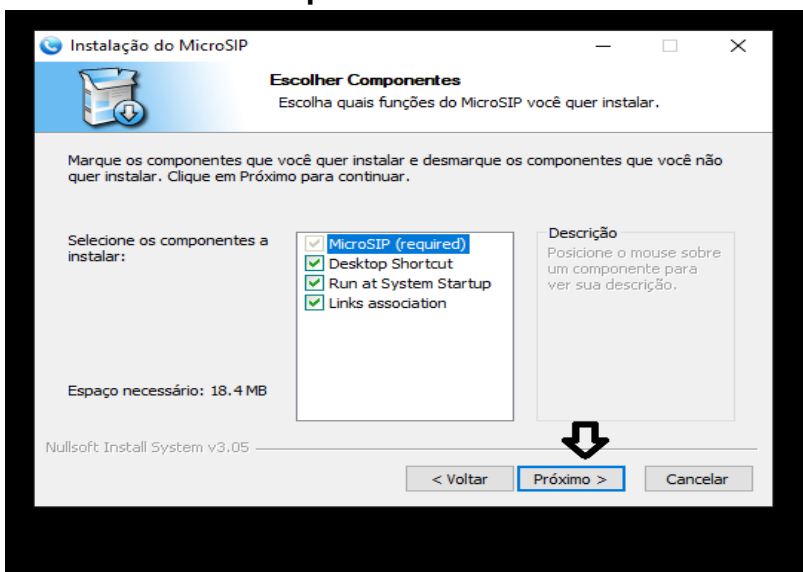 Instalação do MicroSIP
Escolher Componentes
Escolha quais funções do MicroSIP você quer instalar.
Marque os componentes que você quer instalar e desmarque os componentes que você não
quer instalar. Clique em Próximo para continuar.
Selecione os componentes a
instalar:
MicroSIP (required)
Desktop Shortcut
Run at System Startup
Links association
Descrição
Posicione o mouse sobre
um componente para
ver sua descrição.
Espaço necessário: 18.4 MB
Nullsoft Install System v3.05
< Voltar
Próximo >
Cancelar